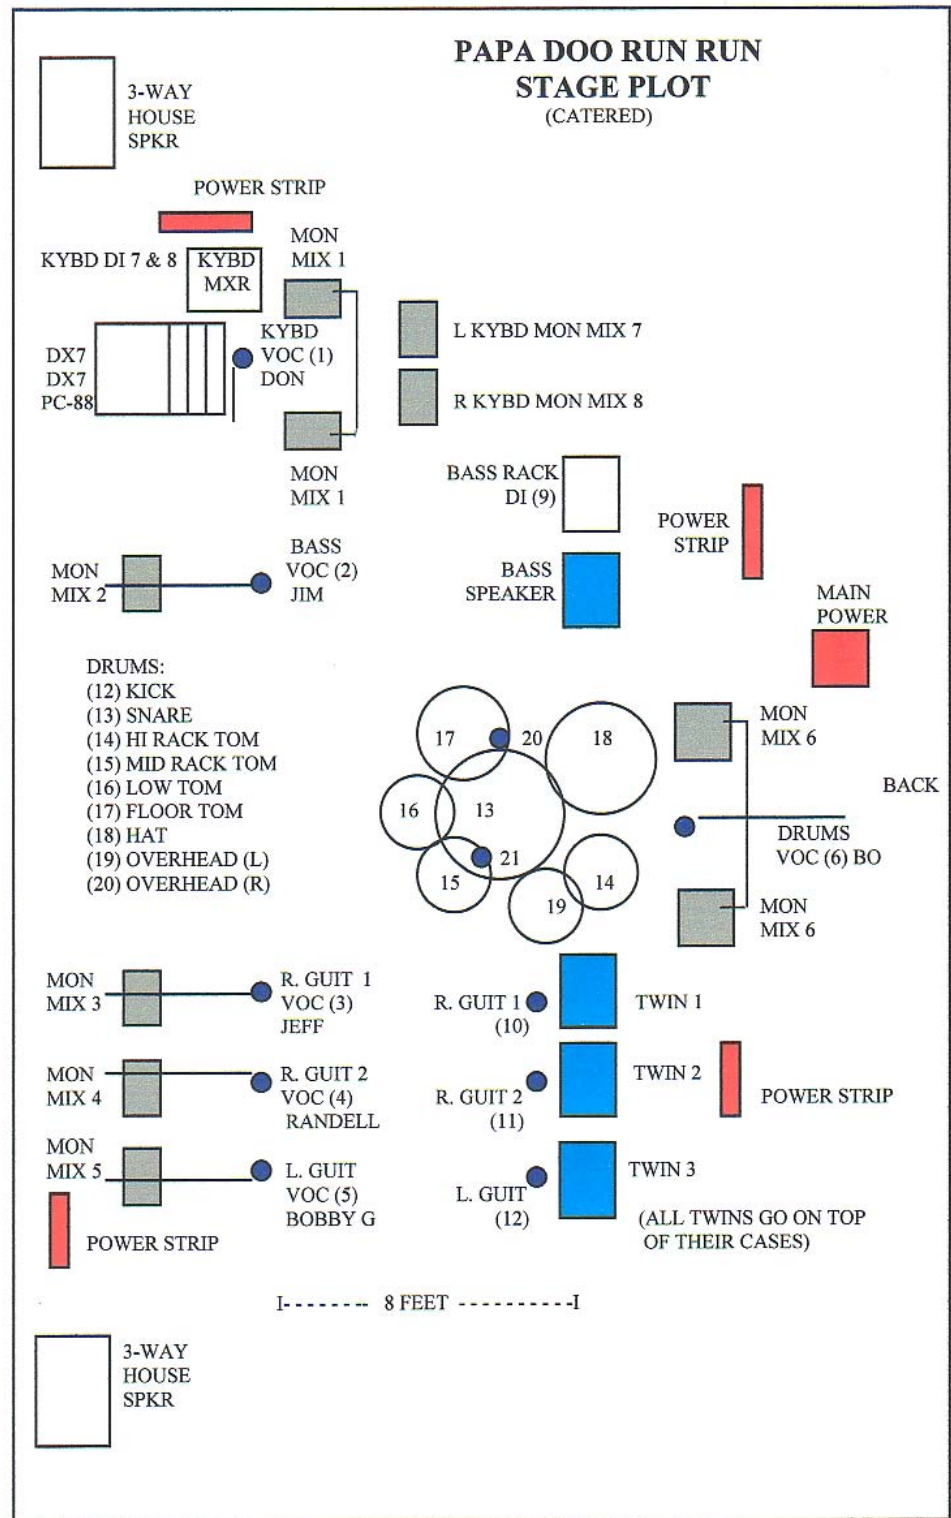 PAPA DOO RUN RUN
STAGE PLOT
(CATERED)
3-WAY
HOUSE
SPKR
POWER STRIP
KYBD DI 7 & 8
KYBD
MXR
MON
MIX 1
DX7
DX7
PC-88
KYBD
VOC (1)
DON
L KYBD MON MIX 7
R KYBD MON MIX 8
MON
MIX 1
BASS RACK
DI (9)
POWER
STRIP
MON
MIX 2
BASS
VOC (2)
JIM
BASS
SPEAKER
MAIN
POWER
DRUMS:
(12) KICK
(13) SNARE
(14) HI RACK TOM
(15) MID RACK TOM
(16) LOW TOM
(17) FLOOR TOM
(18) HAT
(19) OVERHEAD (L)
(20) OVERHEAD (R)
17
20
18
16
13
21
15
14
19
MON
MIX 6
BACK
DRUMS
VOC (6) BO
MON
MIX 6
MON
MIX 3
R. GUIT 1
VOC (3)
JEFF
R. GUIT 1
(10)
TWIN 1
MON
MIX 4
R. GUIT 2
VOC (4)
RANDELL
R. GUIT 2
(11)
TWIN 2
POWER STRIP
MON
MIX 5
L. GUIT
VOC (5)
BOBBY G
L. GUIT
(12)
TWIN 3
(ALL TWINS GO ON TOP
OF THEIR CASES)
POWER STRIP
I- - - - - - -- 8 FEET - - - - - - - - - -I
3-WAY
HOUSE
SPKR